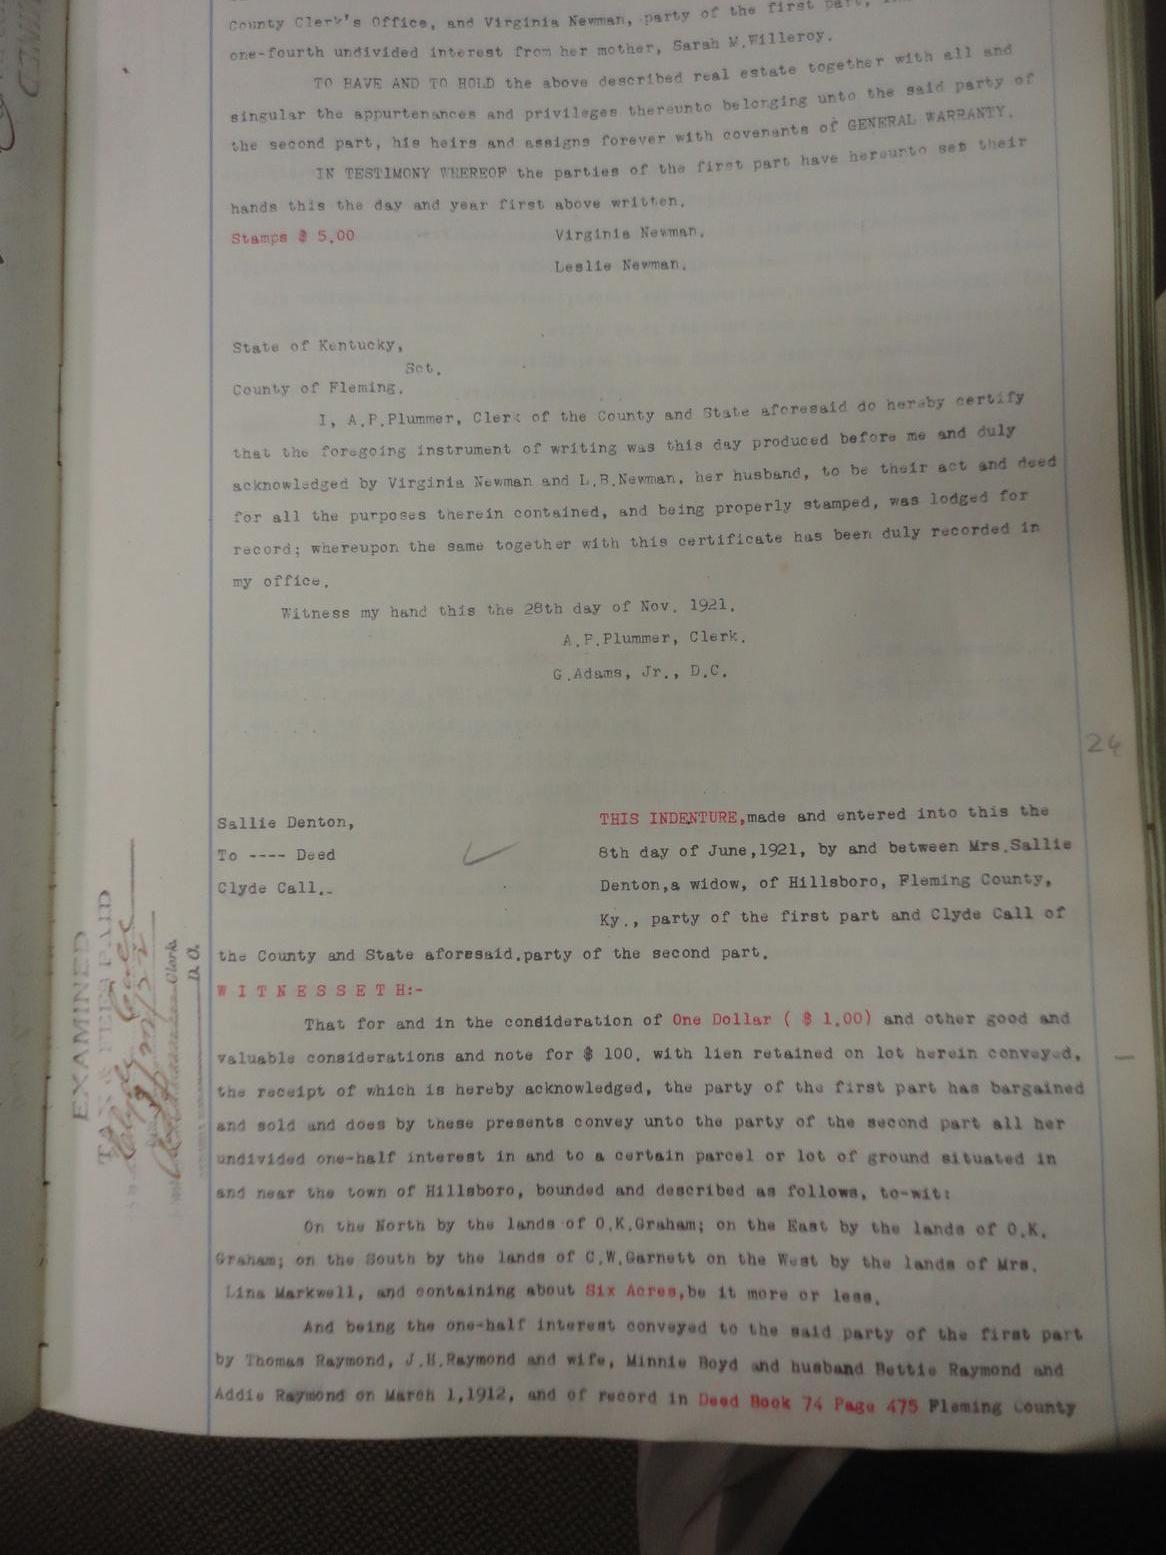 County Clerk's Office, and Virginia Newman, party of the first part,
one-fourth undivided interest from her mother, Sarah M.Willeroy.
TO HAVE AND TO HOLD the above described real estate together with all and
singular the appurtenances and privileges thereunto belonging unto the said party of
the second part, his heirs and assigns forever with covenants of GENERAL WARRANTY.
IN TESTIMONY WHEREOF the parties of the first part have hereunto set their
hands this the day and year first above written.
Stamps $ 5.00 Virginia Newman.
Leslie Newman.
State of Kentucky,
Sct.
County of Fleming.
I, A.P.Plummer, Clerk of the County and State aforesaid do hereby certify
that the foregoing instrument of writing was this day produced before me and duly
acknowledged by Virginia Newman and L.B.Newman, her husband, to be their act and deed
for all the purposes therein contained, and being properly stamped, was lodged for
record; whereupon the same together with this certificate has been duly recorded in
my office.
Witness my hand this the 28th day of Nov. 1921.
A.P.Plummer, Clerk.
G.Adams, Jr., D.C.
24
Sallie Denton,
To ---- Deed
Clyde Call.-
THIS INDENTURE,made and entered into this the
8th day of June,1921, by and between Mrs.Sallie
Denton,a widow, of Hillsboro, Fleming County,
Ky., party of the first part and Clyde Call of
the County and State aforesaid.party of the second part.
W I T N E S S E T H:-
That for and in the condideration of One Dollar ( $ 1.00) and other good and
valuable considerations and note for $ 100. with lien retained on lot herein conveyed,
the receipt of which is hereby acknowledged, the party of the first part has bargained
and sold and does by these presents convey unto the party of the second part all her
undivided one-half interest in and to a certain parcel or lot of ground situated in
and near the town of Hillsboro, bounded and described as follows, to-wit:
On the North by the lands of O.K.Graham; on the East by the lands of O.K.
Graham; on the South by the lands of C.W.Garnett on the West by the lands of Mrs.
Lina Markwell, and containing about Six Acres,be it more or less.
And being the one-half interest conveyed to the said party of the first part
by Thomas Raymond, J.H.Raymond and wife, Minnie Boyd and husband Bettie Raymond and
Addie Raymond on March 1,1912, and of record in Deed Book 74 Page 475 Fleming County
EXAMINED
Clerk
D.C.